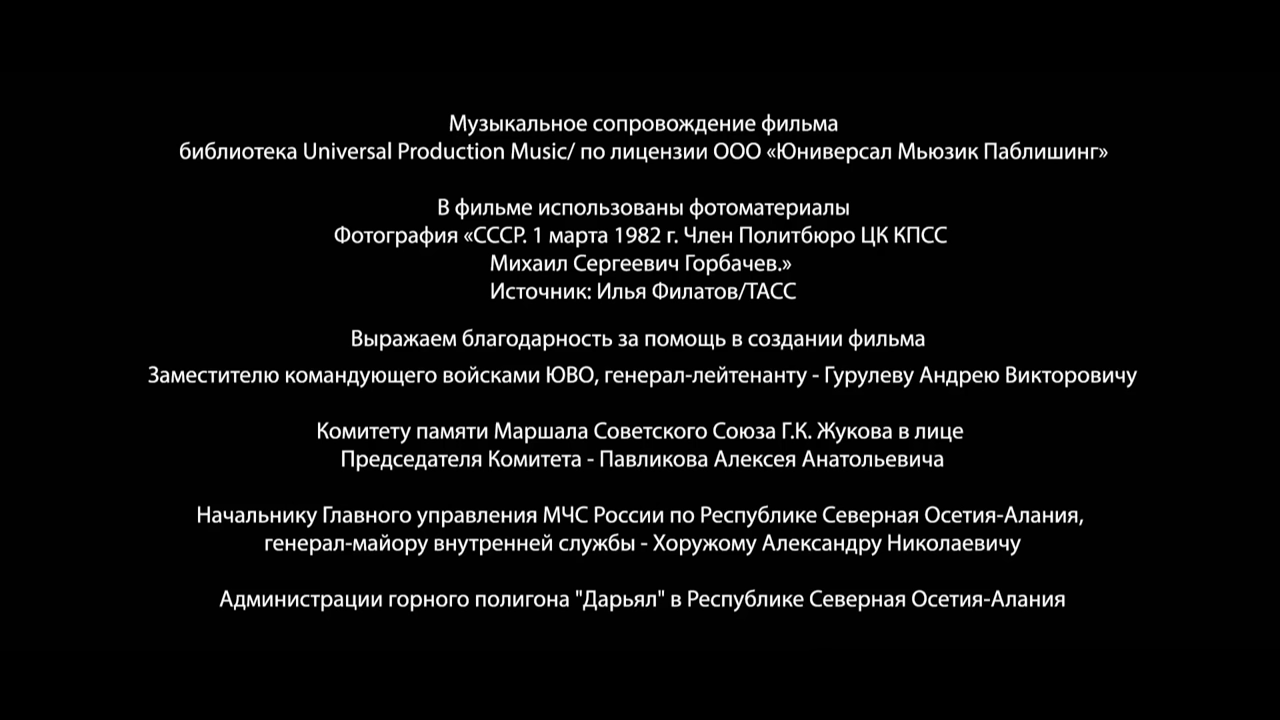 Музыкальное сопровождение фильма
библиотека Universal Production Music/ по лицензии ООО «Юниверсал Мьюзик Паблишинг»
В фильме использованы фотоматериалы
Фотография «СССР. 1 марта 1982 г. Член Политбюро ЦК КПСС
Михаил Сергеевич Горбачев.»
Источник: Илья Филатов/ТАСС
Выражаем благодарность за помощь в создании фильма
Заместителю командующего войсками ЮВО, генерал-лейтенанту - Гурулеву Андрею Викторовичу
Комитету памяти Маршала Советского Союза Г.К. Жукова в лице
Председателя Комитета - Павликова Алексея Анатольевича
Начальнику Главного управления МЧС России по Республике Северная Осетия-Алания,
генерал-майору внутренней службы - Хоружому Александру Николаевичу
Администрации горного полигона "Дарьял" в Республике Северная Осетия-Алания